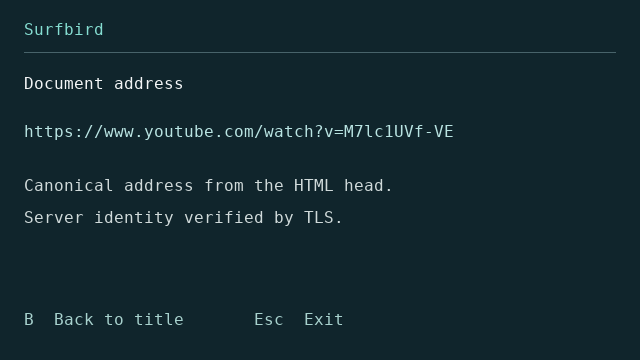 Surfbird
Document address
https://www.youtube.com/watch?v=M7lc1UVf-VE
Canonical address from the HTML head.
Server identity verified by TLS.
B  Back to title       Esc  Exit